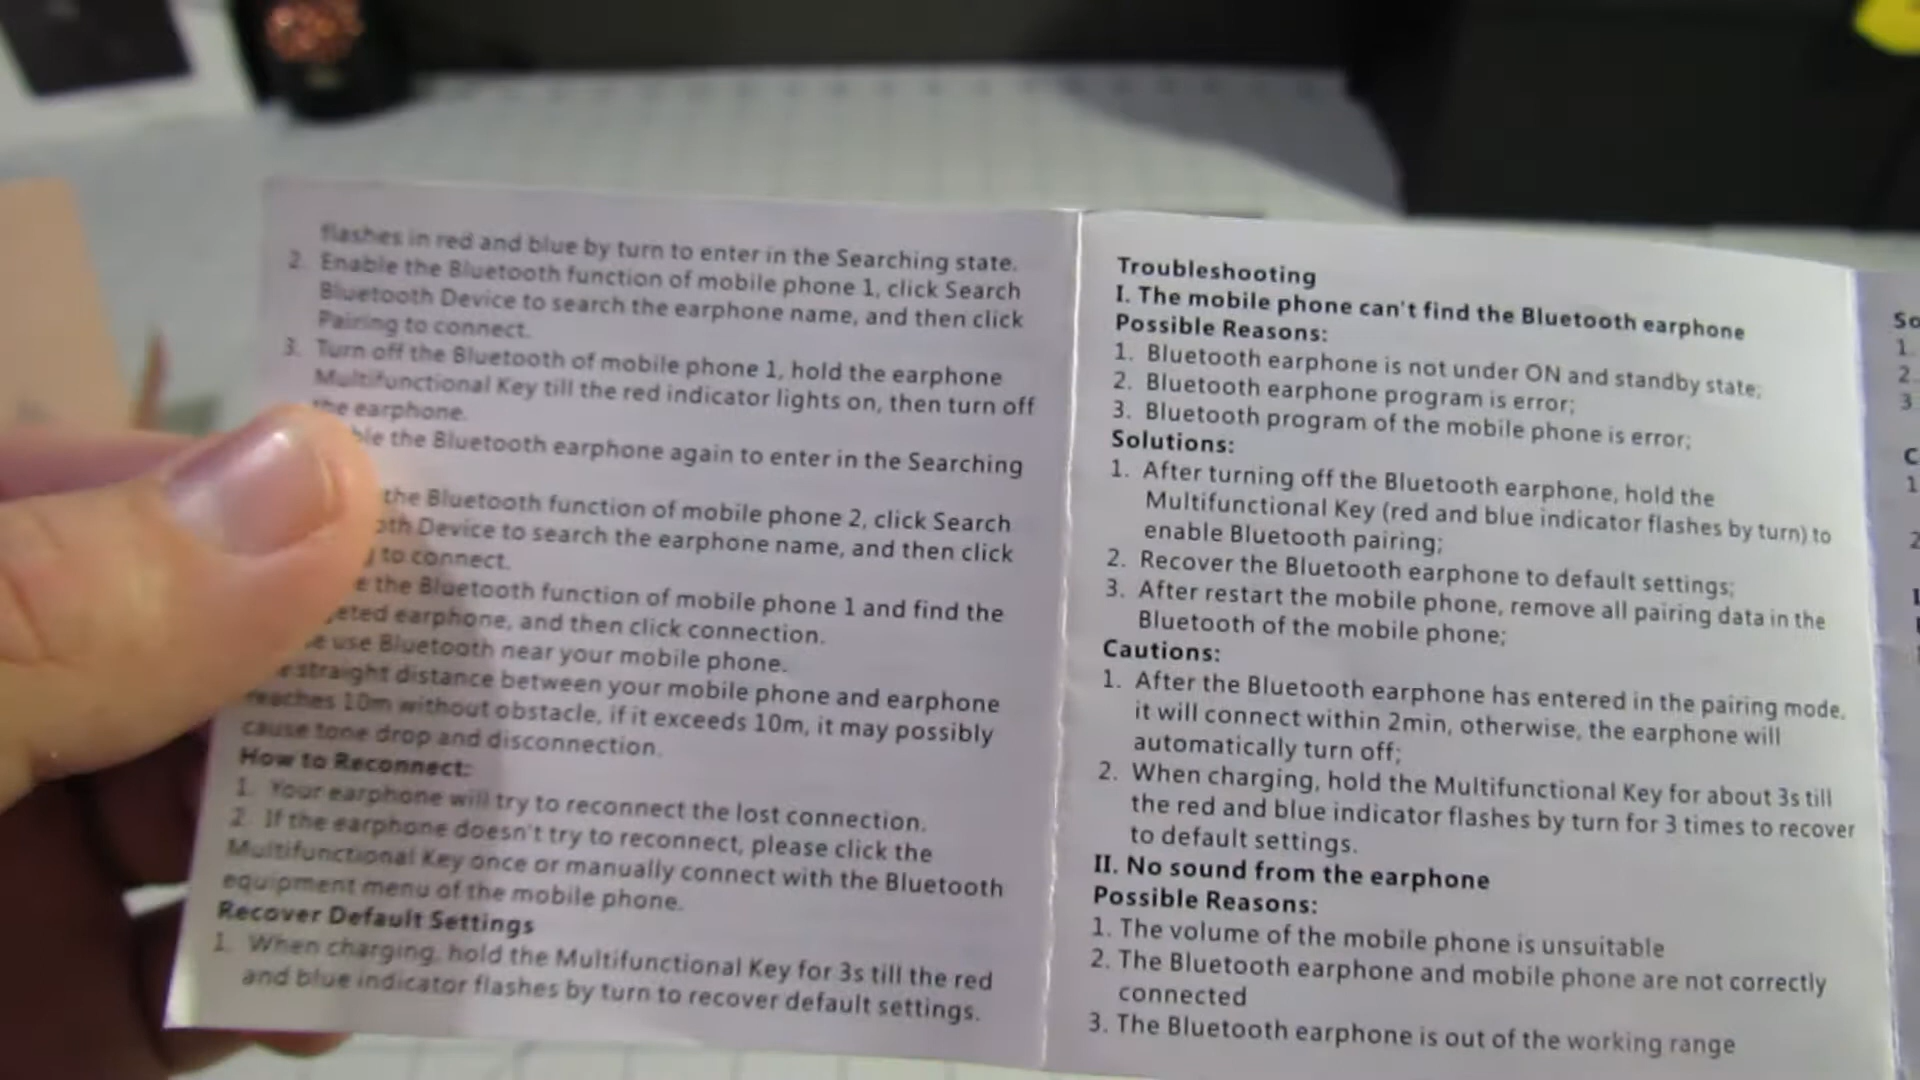 flashes in red and blue by turn to enter in the Searching state.
2. Enable the Bluetooth function of mobile phone 1, click Search
Bluetooth Device to search the earphone name, and then click
Pairing to connect.
3. Turn off the Bluetooth of mobile phone 1, hold the earphone
Multifunctional Key till the red indicator lights on, then turn off
the earphone.
the Bluetooth earphone again to enter in the Searching
the Bluetooth function of mobile phone 2, click Search
Device to search the earphone name, and then click
to connect.
the Bluetooth function of mobile phone 1 and find the
earphone, and then click connection.
use Bluetooth near your mobile phone.
straight distance between your mobile phone and earphone
reaches 10m without obstacle, if it exceeds 10m, it may possibly
cause tone drop and disconnection.
How to Reconnect:
1. Your earphone will try to reconnect the lost connection.
2. If the earphone doesn't try to reconnect, please click the
Multifunctional Key once or manually connect with the Bluetooth
equipment menu of the mobile phone.
Recover Default Settings
1. When charging, hold the Multifunctional Key for 3s till the red
and blue indicator flashes by turn to recover default settings.
Troubleshooting
I. The mobile phone can't find the Bluetooth earphone
Possible Reasons:
1. Bluetooth earphone is not under ON and standby state;
2. Bluetooth earphone program is error;
3. Bluetooth program of the mobile phone is error;
Solutions:
1. After turning off the Bluetooth earphone, hold the
Multifunctional Key (red and blue indicator flashes by turn) to
enable Bluetooth pairing;
2. Recover the Bluetooth earphone to default settings;
3. After restart the mobile phone, remove all pairing data in the
Bluetooth of the mobile phone;
Cautions:
1. After the Bluetooth earphone has entered in the pairing mode,
it will connect within 2min, otherwise, the earphone will
automatically turn off;
2. When charging, hold the Multifunctional Key for about 3s till
the red and blue indicator flashes by turn for 3 times to recover
to default settings.
II. No sound from the earphone
Possible Reasons:
1. The volume of the mobile phone is unsuitable
2. The Bluetooth earphone and mobile phone are not correctly
connected
3. The Bluetooth earphone is out of the working range
So
1.
2.
3
C
1
2